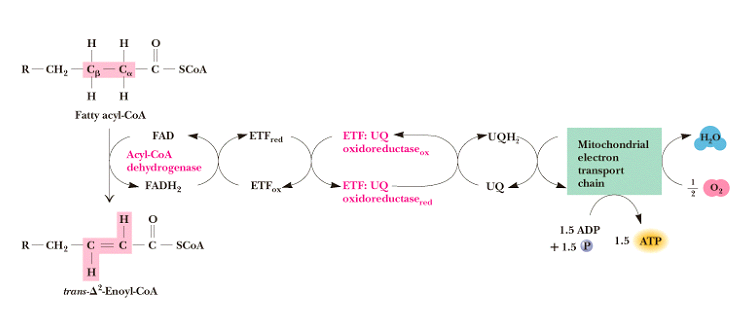 H H O
R—CH₂—Cβ—Cα—C—SCoA
H H
Fatty acyl-CoA
FAD
Acyl-CoA
dehydrogenase
FADH₂
ETFred
ETFox
ETF: UQ
oxidoreductaseox
ETF: UQ
oxidoreductasered
UQH₂
UQ
Mitochondrial
electron
transport
chain
H₂O
1/2 O₂
1.5 ADP
+ 1.5 P
1.5 ATP
H O
R—CH₂—C=C—C—SCoA
H
trans-Δ²-Enoyl-CoA